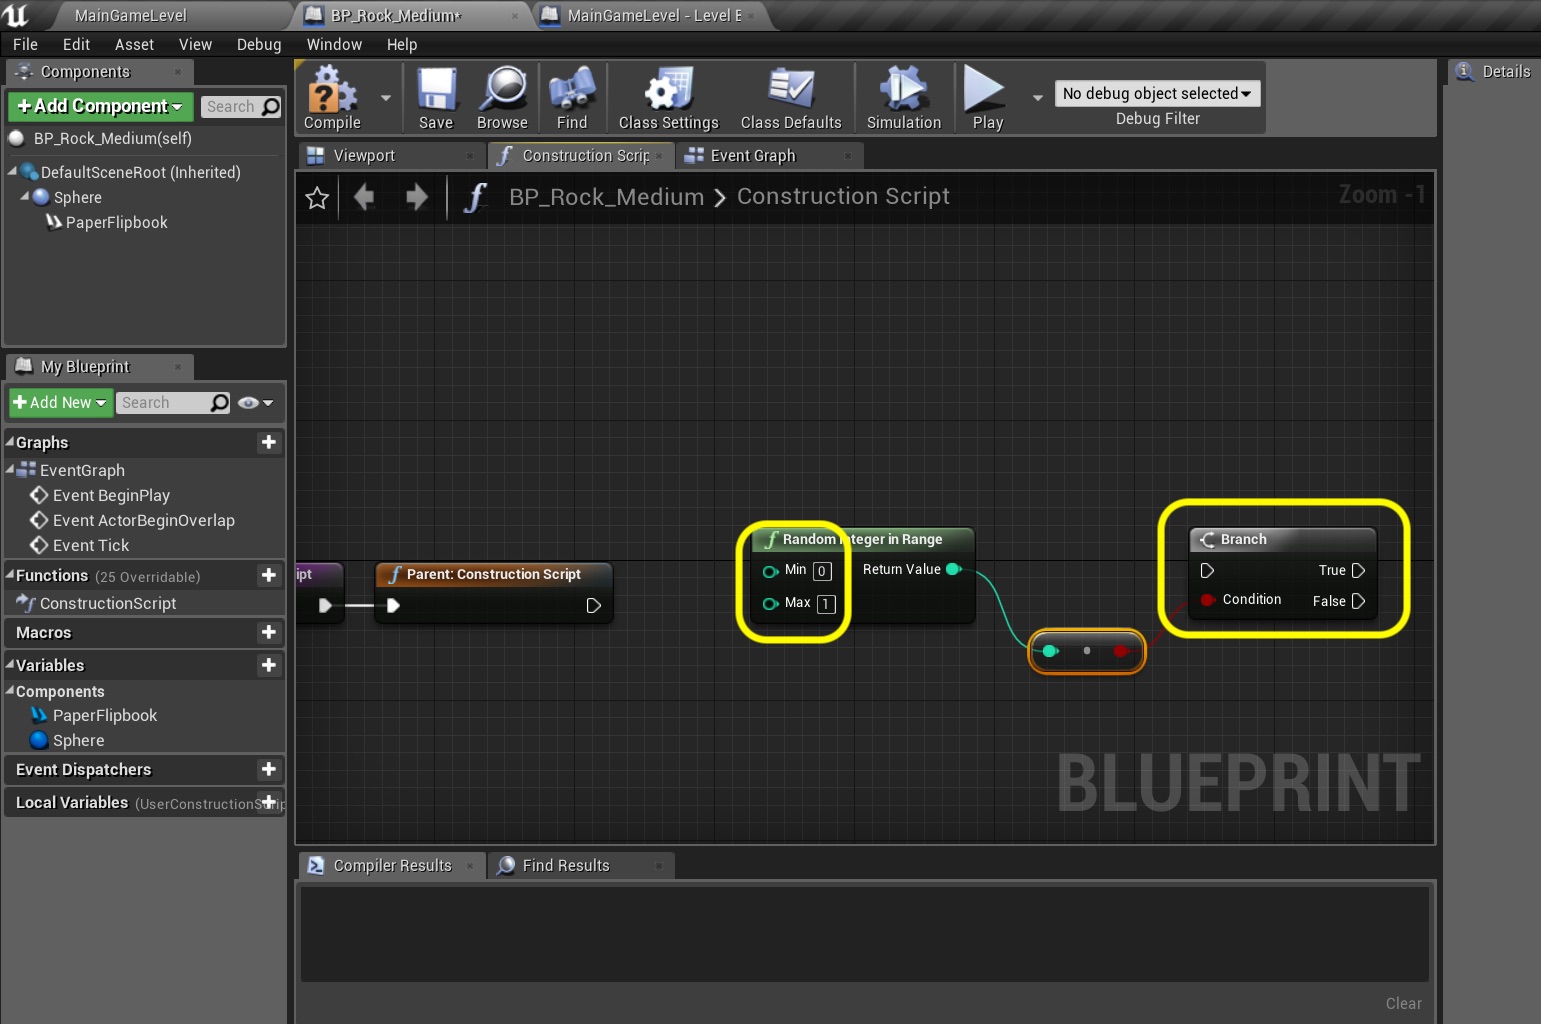 MainGameLevel
BP_Rock_Medium*
MainGameLevel - Level E
File Edit Asset View Debug Window Help
Components
+Add Component
Search
BP_Rock_Medium(self)
DefaultSceneRoot (Inherited)
Sphere
PaperFlipbook
My Blueprint
+Add New
Search
Graphs
EventGraph
Event BeginPlay
Event ActorBeginOverlap
Event Tick
Functions (25 Overridable)
ConstructionScript
Macros
Variables
Components
PaperFlipbook
Sphere
Event Dispatchers
Local Variables (UserConstructionScrip
Compile
Save
Browse
Find
Class Settings
Class Defaults
Simulation
Play
No debug object selected
Debug Filter
Viewport
Construction Scrip
Event Graph
BP_Rock_Medium > Construction Script
Zoom -1
ipt
Parent: Construction Script
Random Integer in Range
Min 0
Return Value
Max 1
Branch
True
Condition
False
BLUEPRINT
Compiler Results
Find Results
Clear
Details